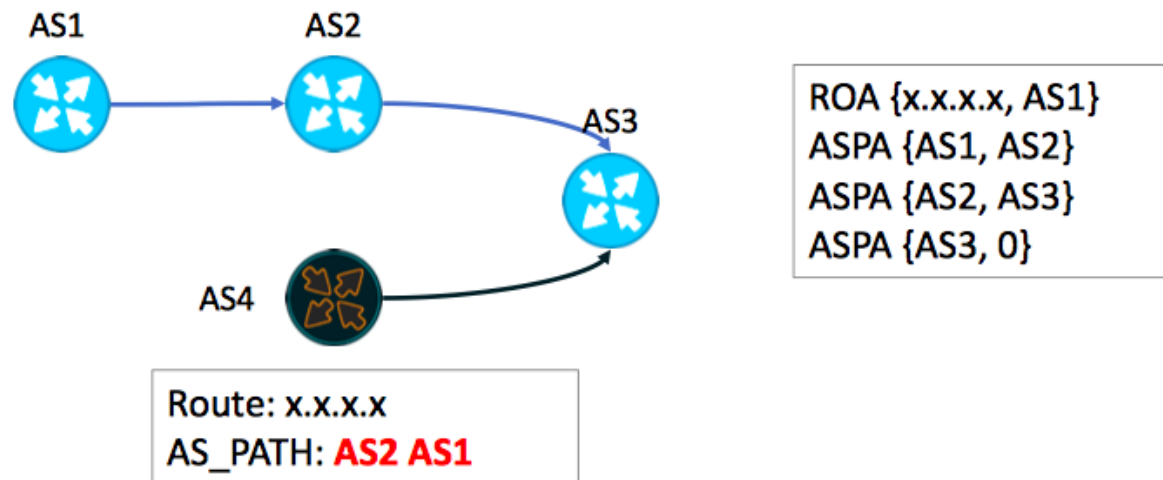 AS1
AS2
AS3
AS4
ROA {x.x.x.x, AS1}
ASPA {AS1, AS2}
ASPA {AS2, AS3}
ASPA {AS3, 0}
Route: x.x.x.x
AS_PATH: AS2 AS1